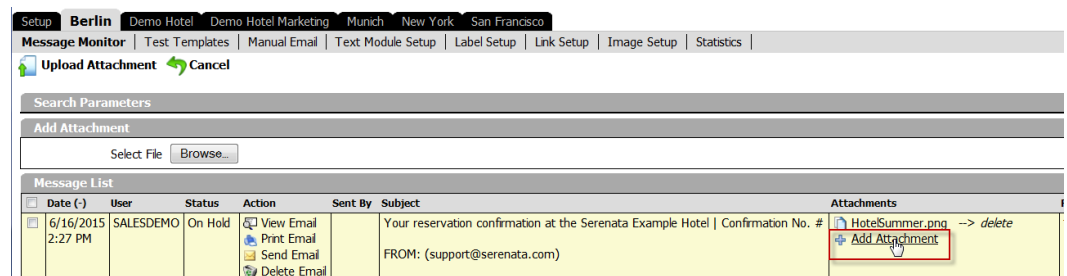 Setup Berlin Demo Hotel Demo Hotel Marketing Munich New York San Francisco
Message Monitor | Test Templates | Manual Email | Text Module Setup | Label Setup | Link Setup | Image Setup | Statistics |
Upload Attachment Cancel
Search Parameters
Add Attachment
Select File Browse...
Message List
Date (-) User Status Action Sent By Subject Attachments
6/16/2015 SALESDEMO On Hold View Email Your reservation confirmation at the Serenata Example Hotel | Confirmation No. # HotelSummer.png --> delete
2:27 PM Print Email Add Attachment
Send Email FROM: (support@serenata.com)
Delete Email